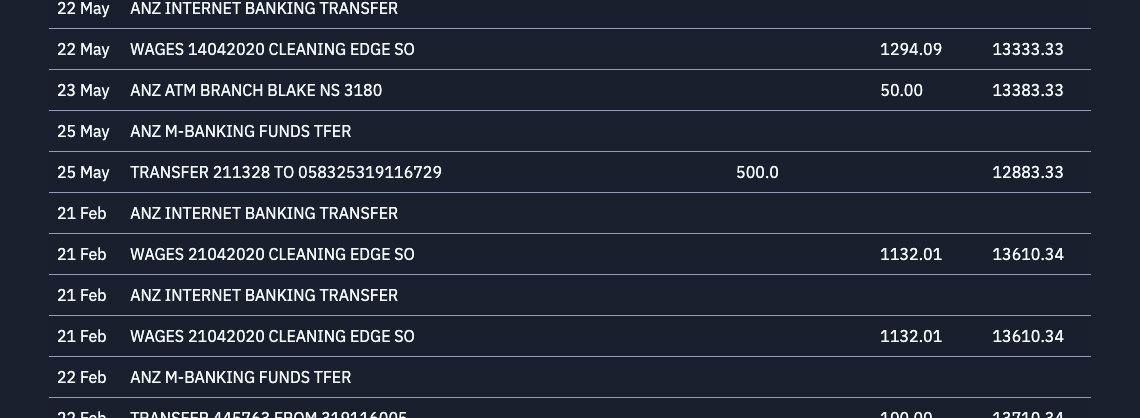 22 May ANZ INTERNET BANKING TRANSFER
22 May WAGES 14042020 CLEANING EDGE SO 1294.09 13333.33
23 May ANZ ATM BRANCH BLAKE NS 3180 50.00 13383.33
25 May ANZ M-BANKING FUNDS TFER
25 May TRANSFER 211328 TO 058325319116729 500.0 12883.33
21 Feb ANZ INTERNET BANKING TRANSFER
21 Feb WAGES 21042020 CLEANING EDGE SO 1132.01 13610.34
21 Feb ANZ INTERNET BANKING TRANSFER
21 Feb WAGES 21042020 CLEANING EDGE SO 1132.01 13610.34
22 Feb ANZ M-BANKING FUNDS TFER
22 Feb TRANSFER 445763 FROM 319116005 100.00 13710.34